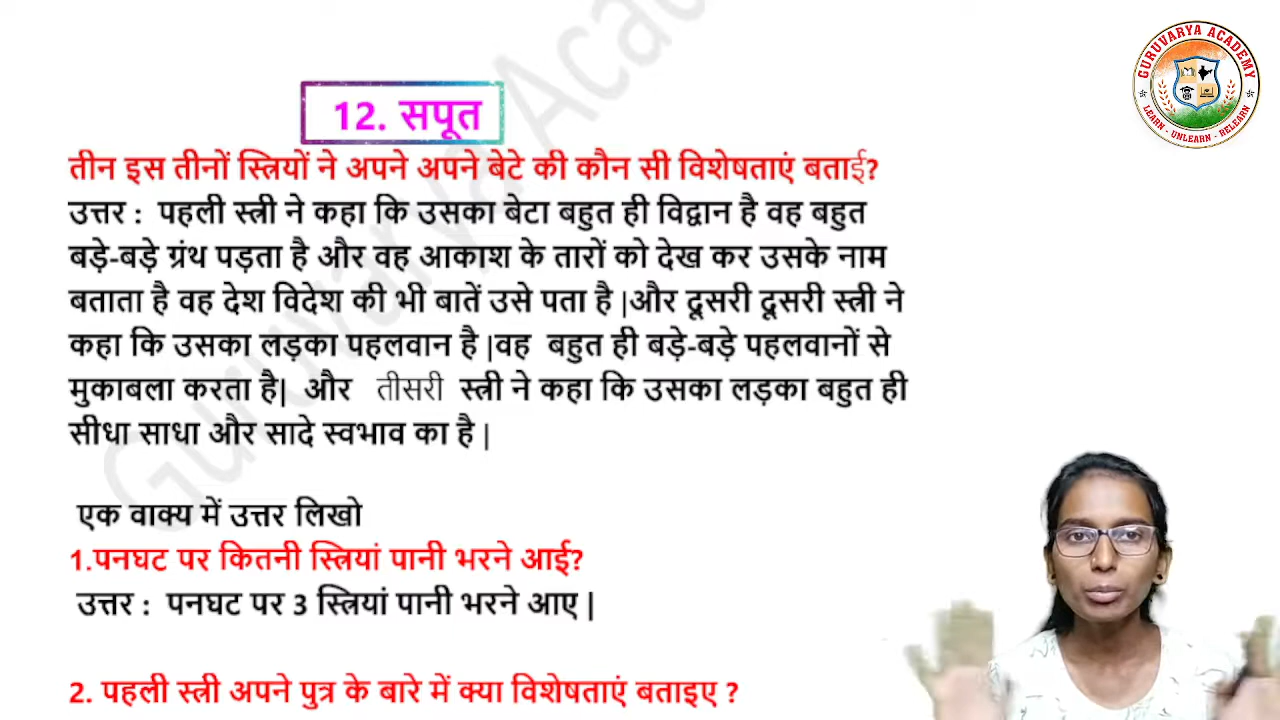 GURUVARYA ACADEMY
LEARN - UNLEARN - RELEARN
12. सपूत
तीन इस तीनों स्त्रियों ने अपने अपने बेटे की कौन सी विशेषताएं बताई?
उत्तर : पहली स्त्री ने कहा कि उसका बेटा बहुत ही विद्वान है वह बहुत
बड़े-बड़े ग्रंथ पड़ता है और वह आकाश के तारों को देख कर उसके नाम
बताता है वह देश विदेश की भी बातें उसे पता है |और दूसरी दूसरी स्त्री ने
कहा कि उसका लड़का पहलवान है |वह बहुत ही बड़े-बड़े पहलवानों से
मुकाबला करता है| और तीसरी स्त्री ने कहा कि उसका लड़का बहुत ही
सीधा साधा और सादे स्वभाव का है |
एक वाक्य में उत्तर लिखो
1.पनघट पर कितनी स्त्रियां पानी भरने आई?
उत्तर : पनघट पर 3 स्त्रियां पानी भरने आए |
2. पहली स्त्री अपने पुत्र के बारे में क्या विशेषताएं बताइए ?
Guruvarya Acad